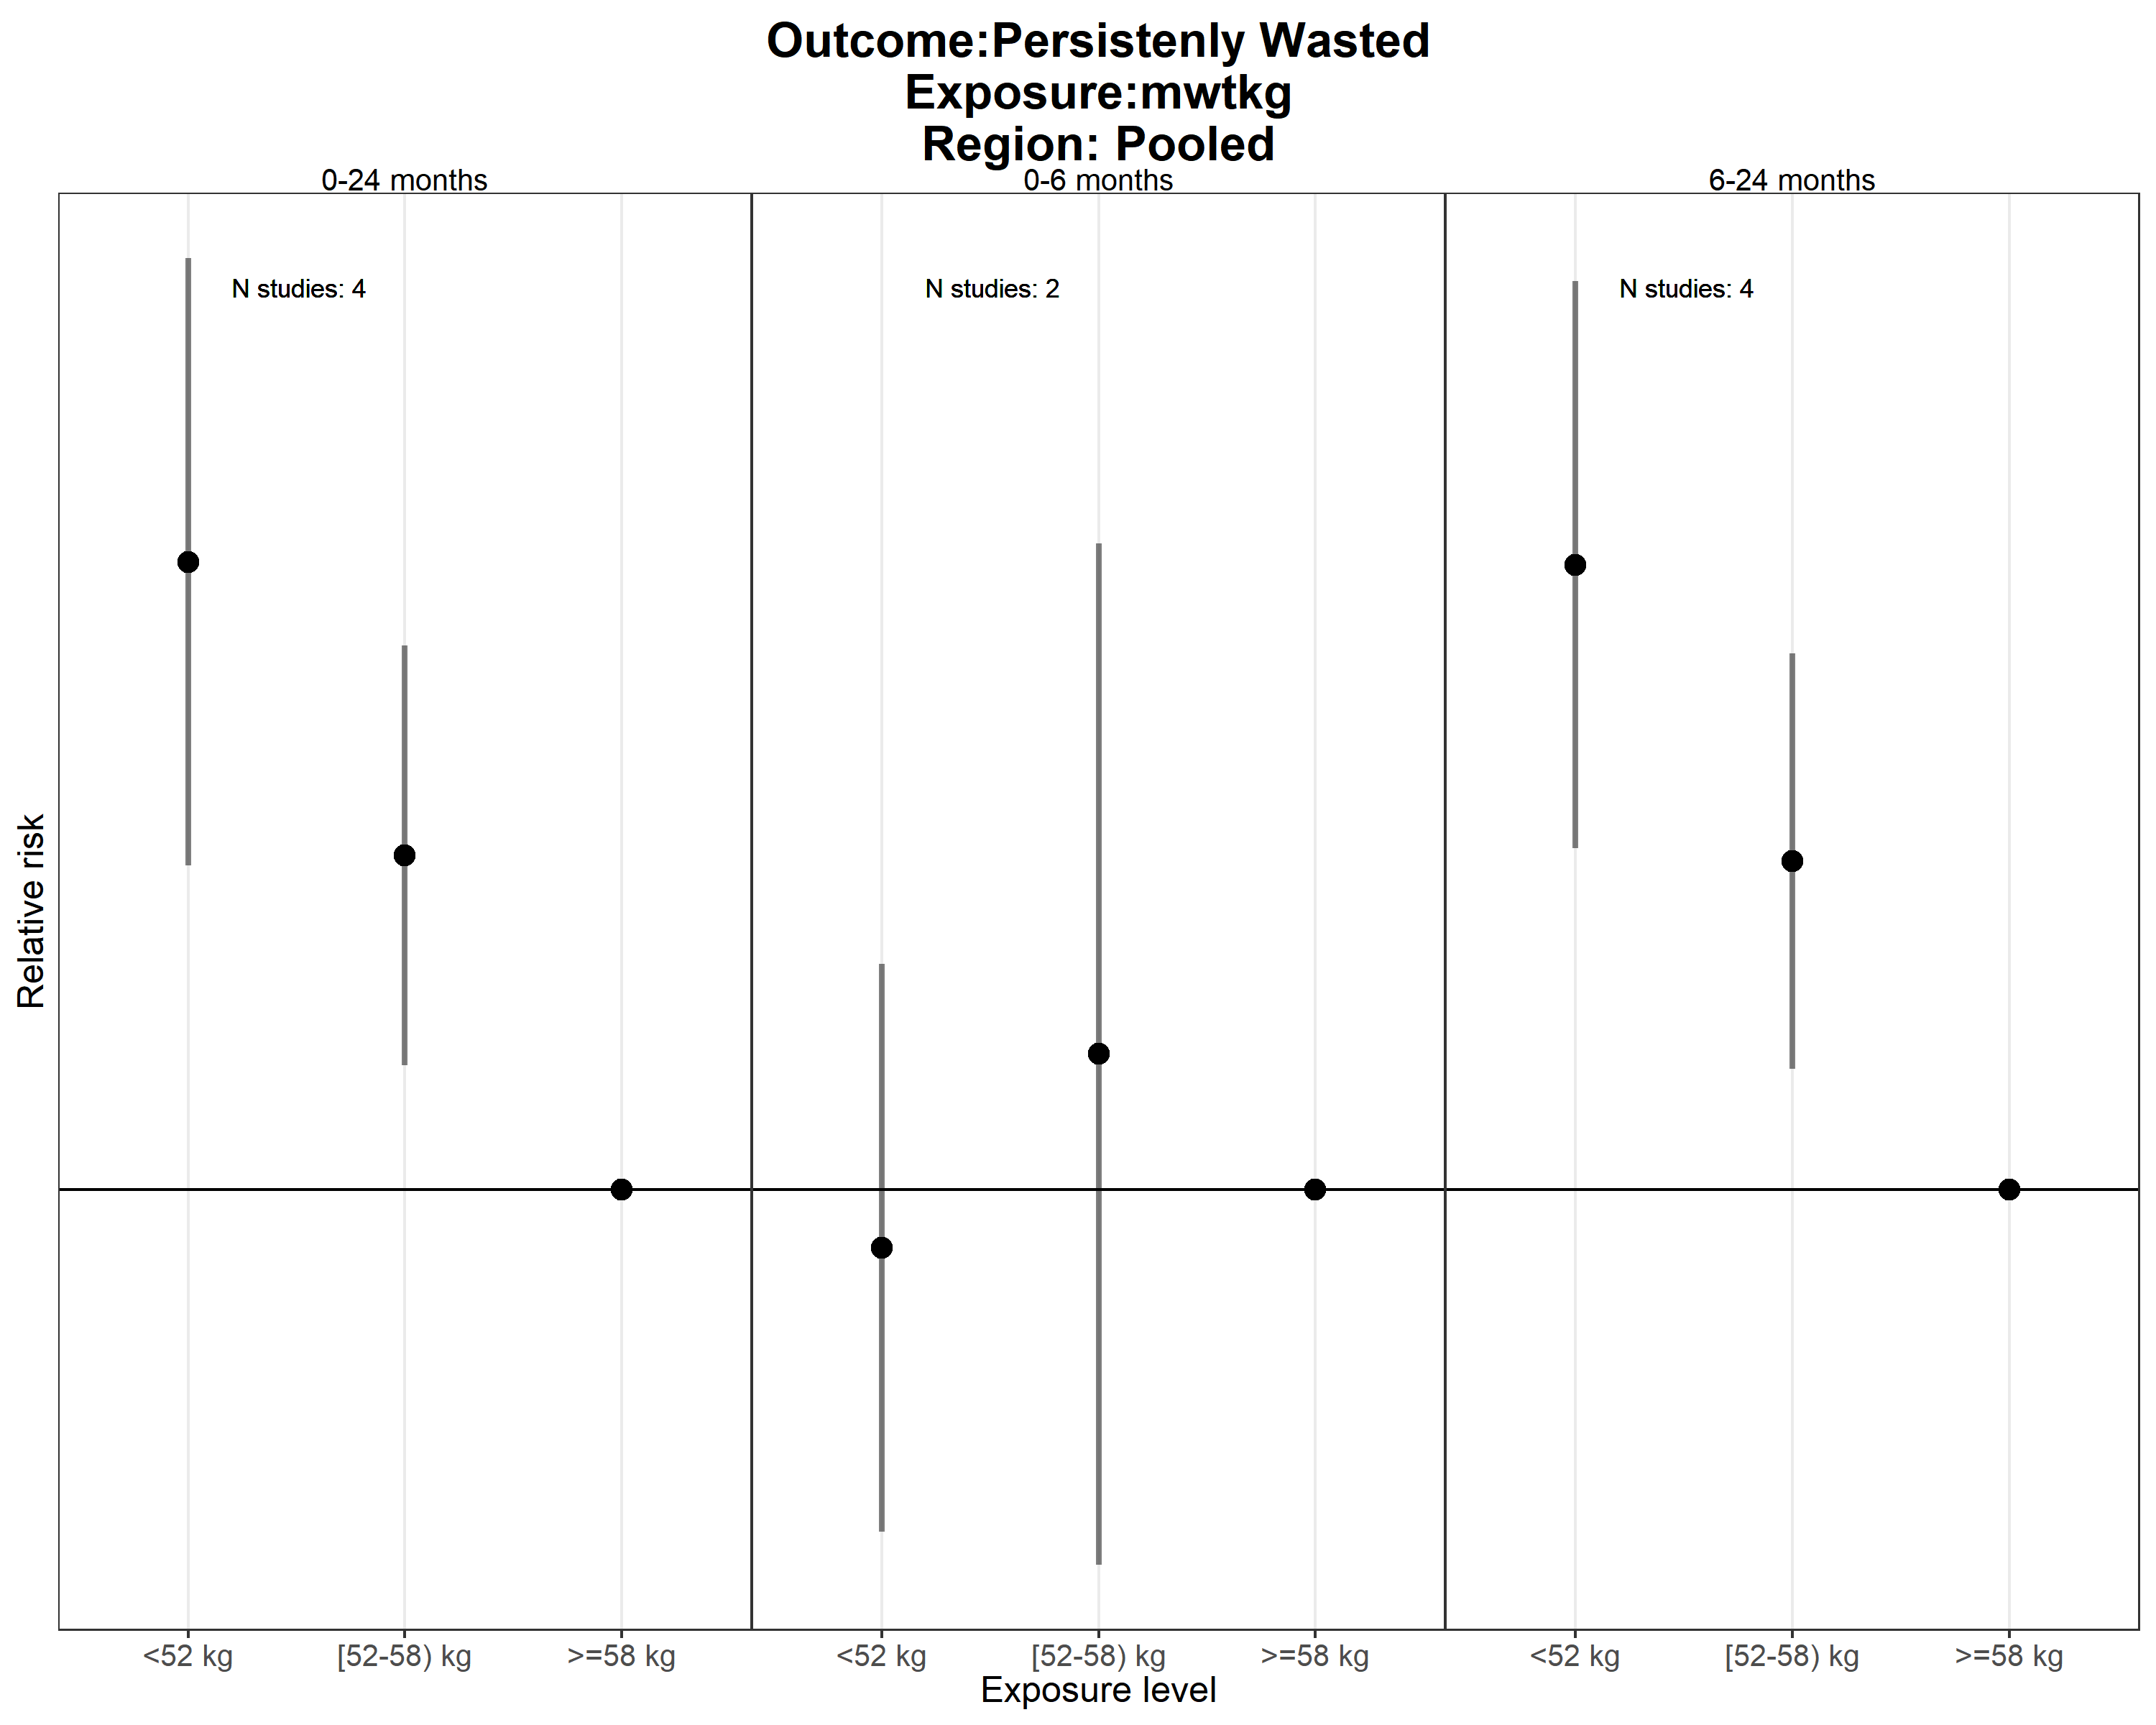 Outcome:Persistenly Wasted
Exposure:mwtkg
Region: Pooled
0-24 months
0-6 months
6-24 months
N studies: 4
N studies: 2
N studies: 4
Relative risk
<52 kg
[52-58) kg
>=58 kg
<52 kg
[52-58) kg
>=58 kg
<52 kg
[52-58) kg
>=58 kg
Exposure level